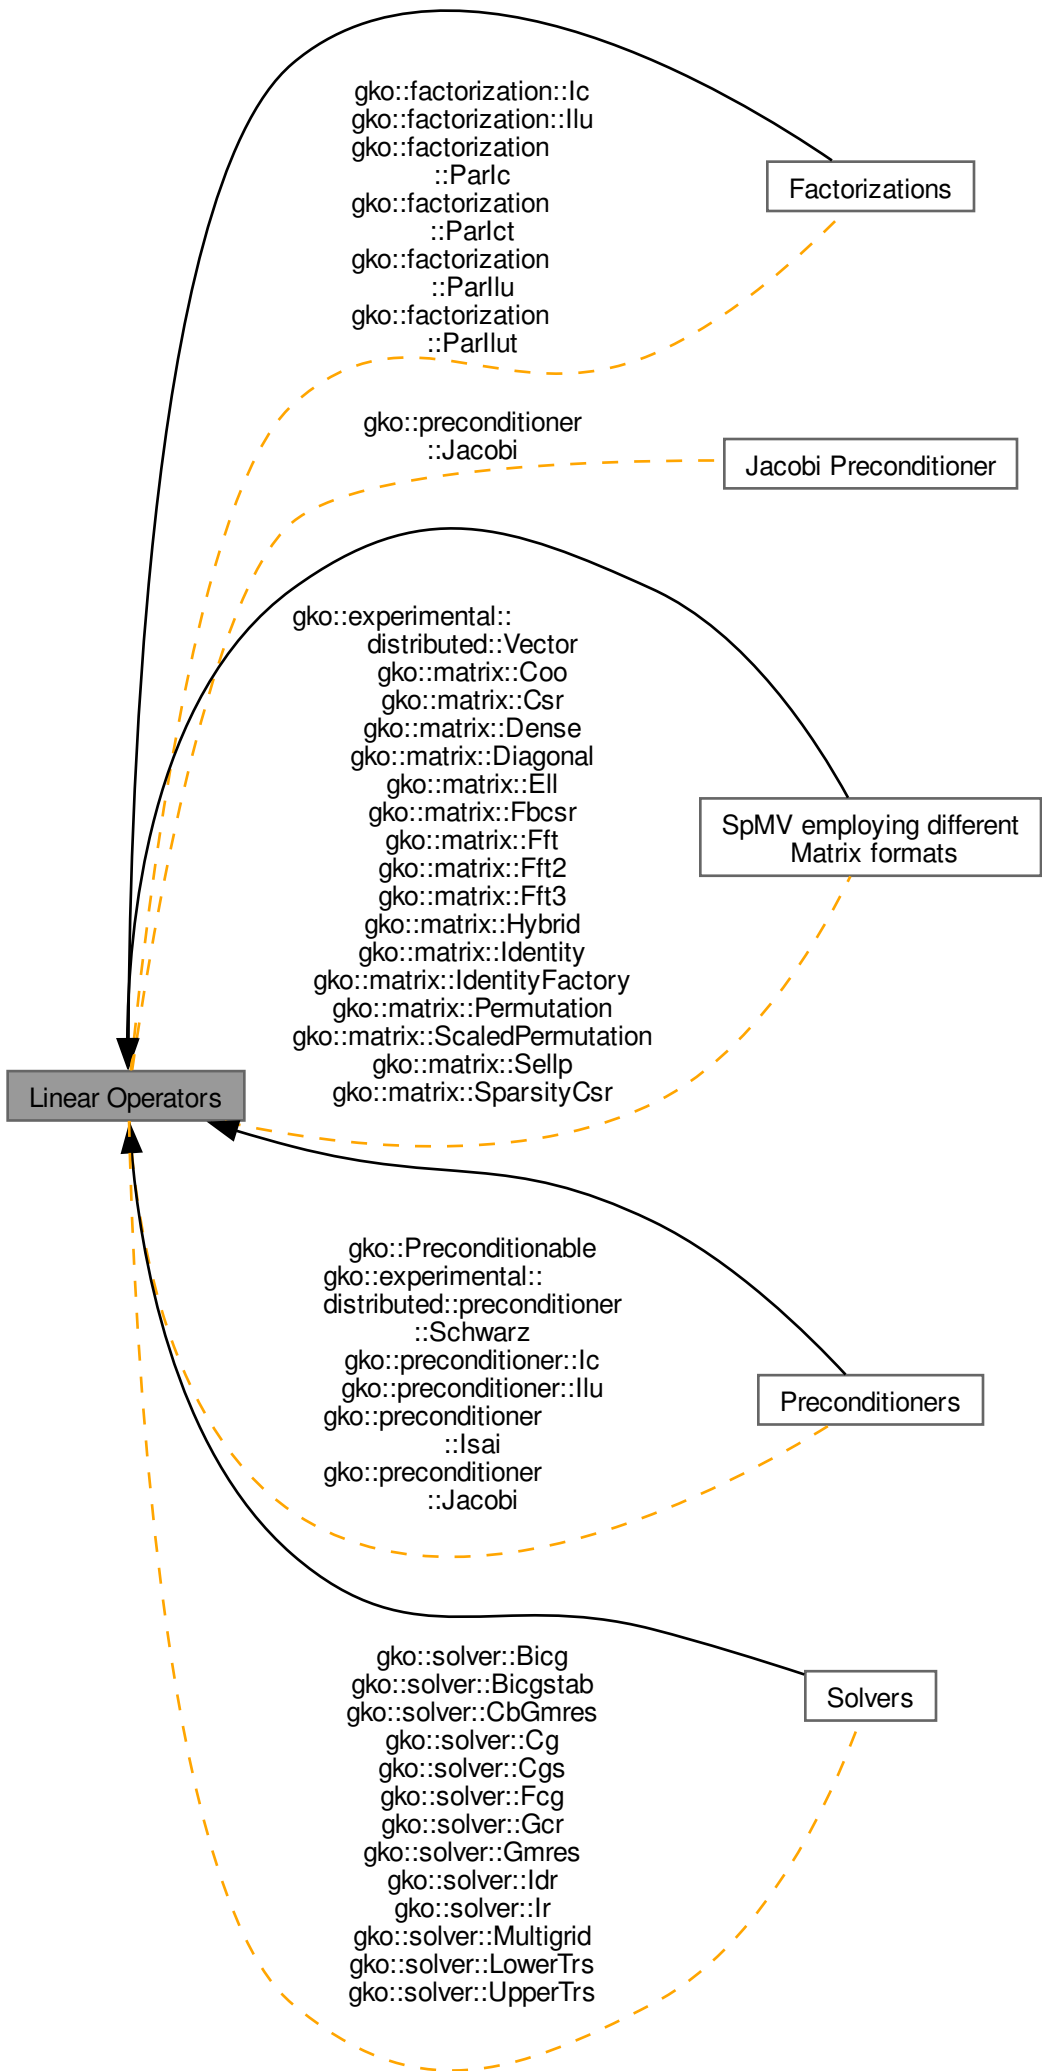 gko::factorization::Ic
gko::factorization::Ilu
gko::factorization
::ParIc
gko::factorization
::ParIct
gko::factorization
::ParIlu
gko::factorization
::ParIlut
Factorizations
gko::preconditioner
::Jacobi
Jacobi Preconditioner
gko::experimental::
distributed::Vector
gko::matrix::Coo
gko::matrix::Csr
gko::matrix::Dense
gko::matrix::Diagonal
gko::matrix::Ell
gko::matrix::Fbcsr
gko::matrix::Fft
gko::matrix::Fft2
gko::matrix::Fft3
gko::matrix::Hybrid
gko::matrix::Identity
gko::matrix::IdentityFactory
gko::matrix::Permutation
gko::matrix::ScaledPermutation
gko::matrix::Sellp
gko::matrix::SparsityCsr
SpMV employing different
Matrix formats
Linear Operators
gko::Preconditionable
gko::experimental::
distributed::preconditioner
::Schwarz
gko::preconditioner::Ic
gko::preconditioner::Ilu
gko::preconditioner
::Isai
gko::preconditioner
::Jacobi
Preconditioners
gko::solver::Bicg
gko::solver::Bicgstab
gko::solver::CbGmres
gko::solver::Cg
gko::solver::Cgs
gko::solver::Fcg
gko::solver::Gcr
gko::solver::Gmres
gko::solver::Idr
gko::solver::Ir
gko::solver::Multigrid
gko::solver::LowerTrs
gko::solver::UpperTrs
Solvers